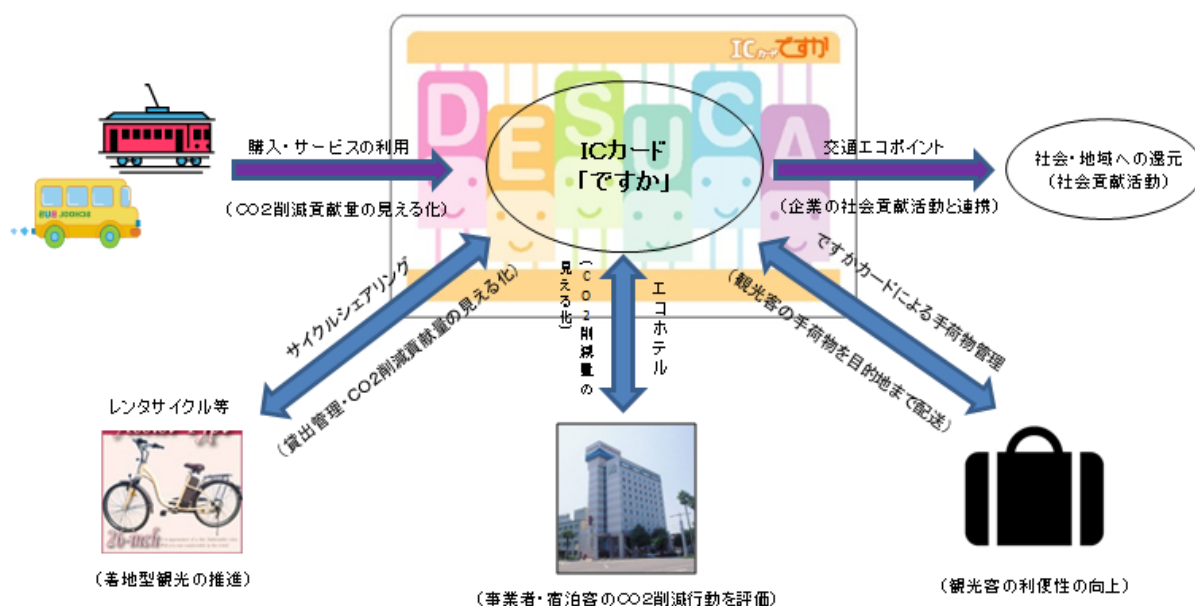 ICカードですか
DESUCA
ICカード
「ですか」
購入・サービスの利用
(CO2削減貢献量の見える化)
交通エコポイント
(企業の社会貢献活動と連携)
社会・地域への還元
(社会貢献活動)
サイクルシェアリング
(貸出管理・CO2削減貢献量の見える化)
エコホテル
(CO2削減量の
見える化)
ですかカードによる手荷物管理
(観光客の手荷物を目的地まで配送)
レンタサイクル等
26-inch
(着地型観光の推進)
(事業者・宿泊客のCO2削減行動を評価)
(観光客の利便性の向上)